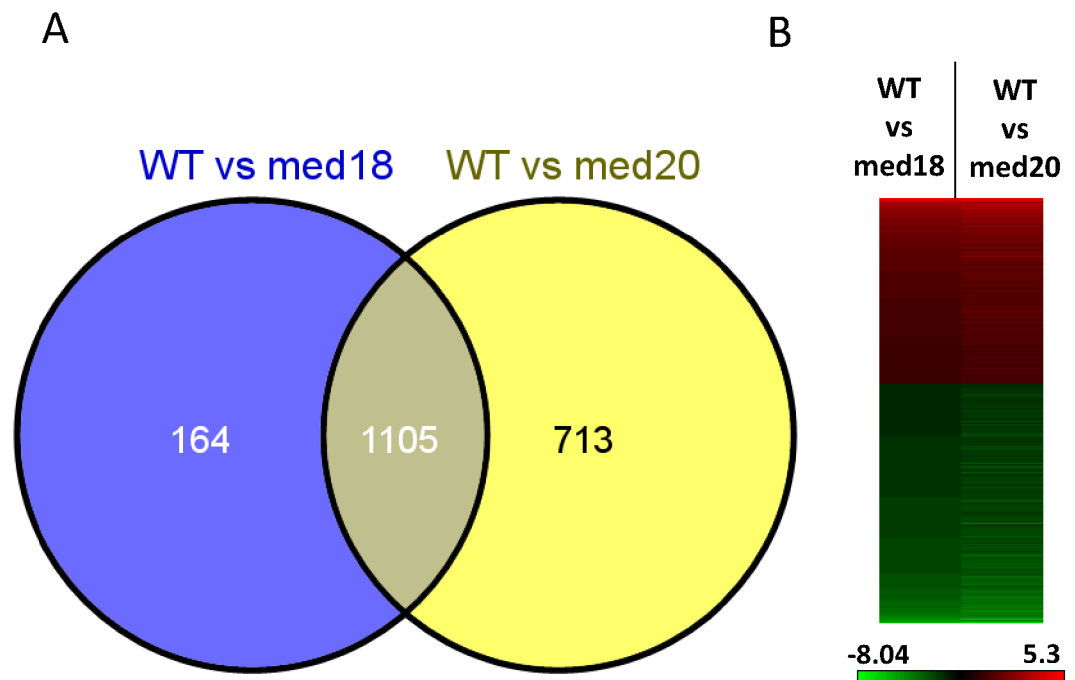 A
B
WT vs med18
WT vs med20
164
1105
713
WT
vs
med18
WT
vs
med20
-8.04
5.3